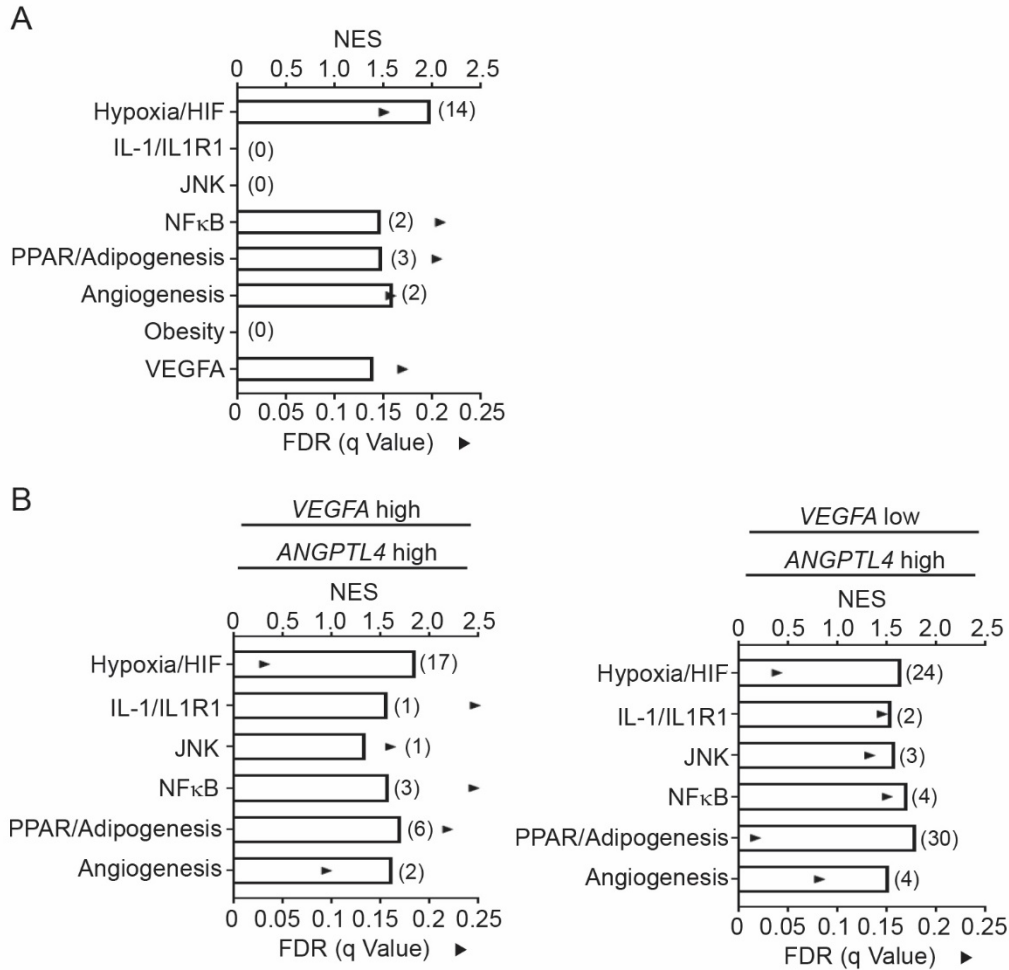 A
NES
0 0.5 1.0 1.5 2.0 2.5
Hypoxia/HIF (14)
IL-1/IL1R1 (0)
JNK (0)
NFκB (2)
PPAR/Adipogenesis (3)
Angiogenesis (2)
Obesity (0)
VEGFA
0 0.05 0.1 0.15 0.2 0.25
FDR (q Value)
B
VEGFA high
ANGPTL4 high
NES
0 0.5 1.0 1.5 2.0 2.5
Hypoxia/HIF (17)
IL-1/IL1R1 (1)
JNK (1)
NFκB (3)
PPAR/Adipogenesis (6)
Angiogenesis (2)
0 0.05 0.1 0.15 0.2 0.25
FDR (q Value)
VEGFA low
ANGPTL4 high
NES
0 0.5 1.0 1.5 2.0 2.5
Hypoxia/HIF (24)
IL-1/IL1R1 (2)
JNK (3)
NFκB (4)
PPAR/Adipogenesis (30)
Angiogenesis (4)
0 0.05 0.1 0.15 0.2 0.25
FDR (q Value)